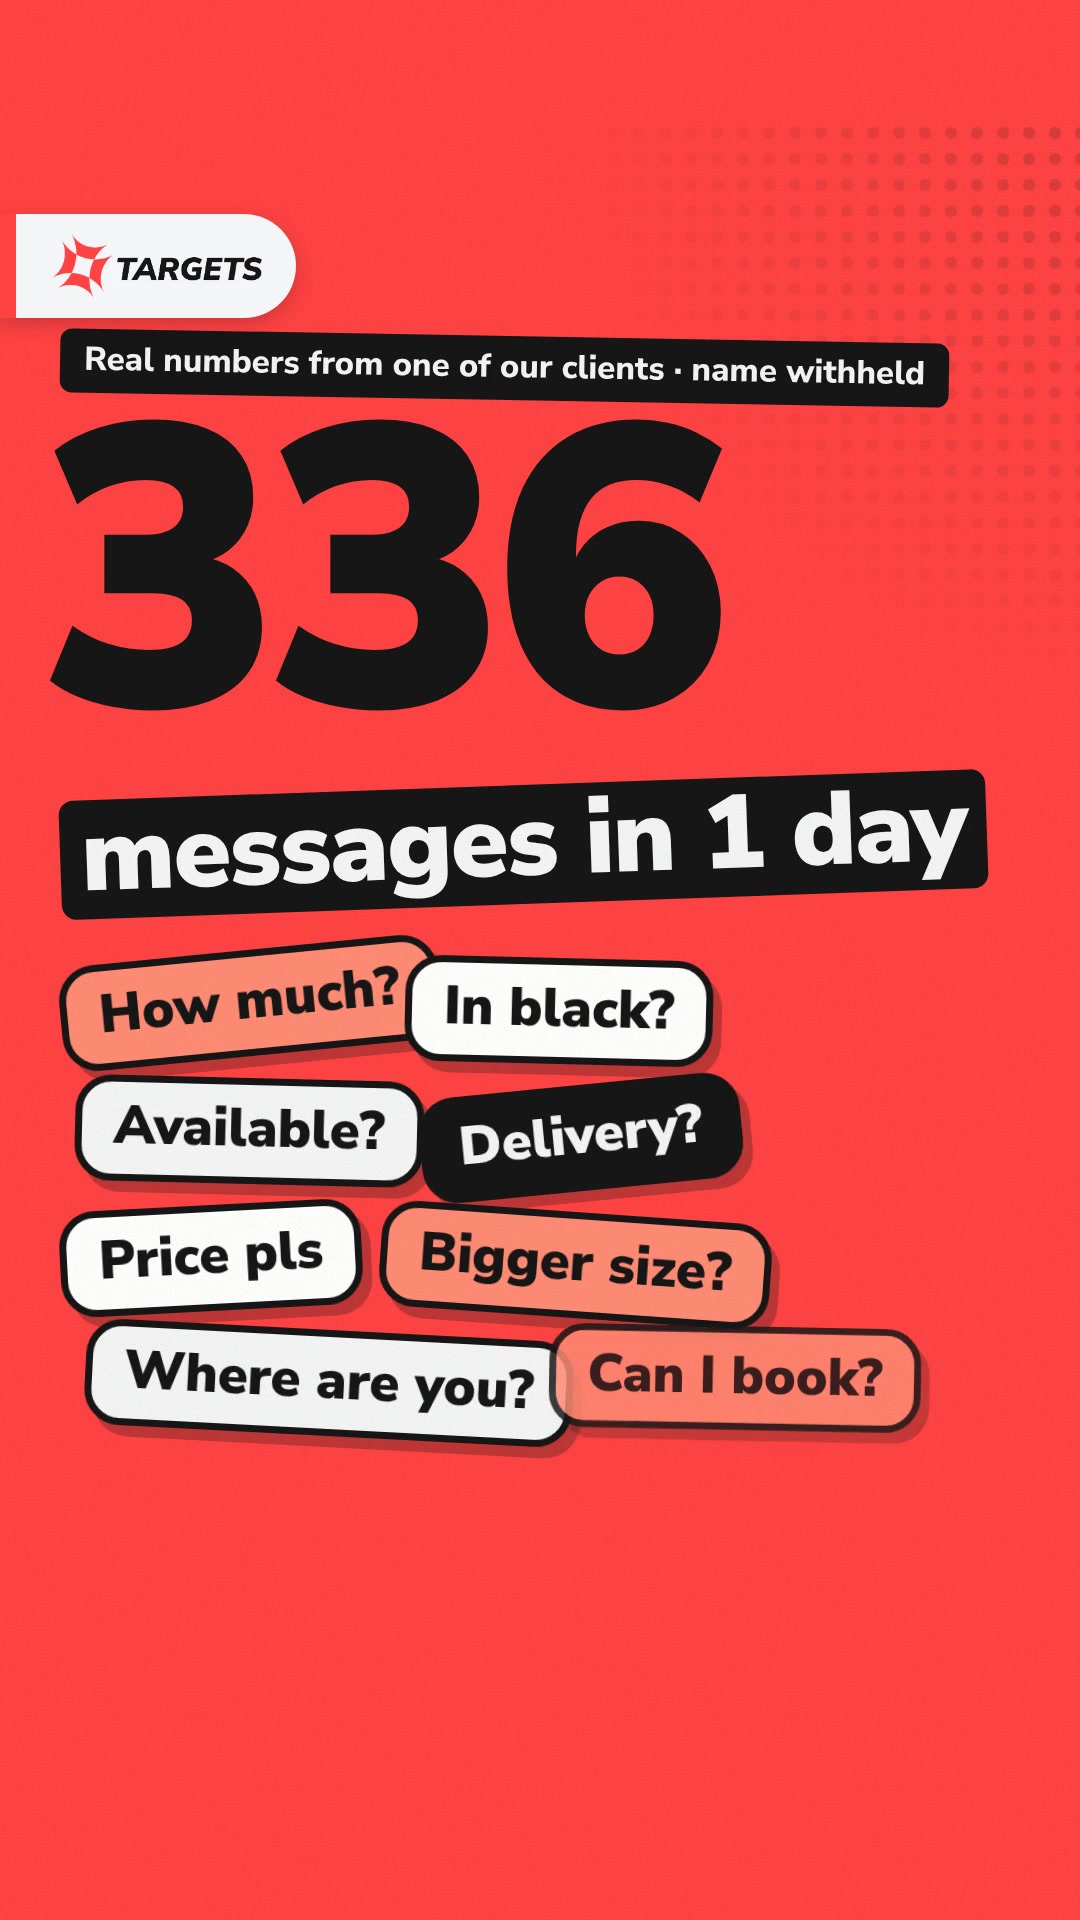 TARGETS
Real numbers from one of our clients · name withheld
336
messages in 1 day
How much?
In black?
Available?
Delivery?
Price pls
Bigger size?
Where are you?
Can I book?